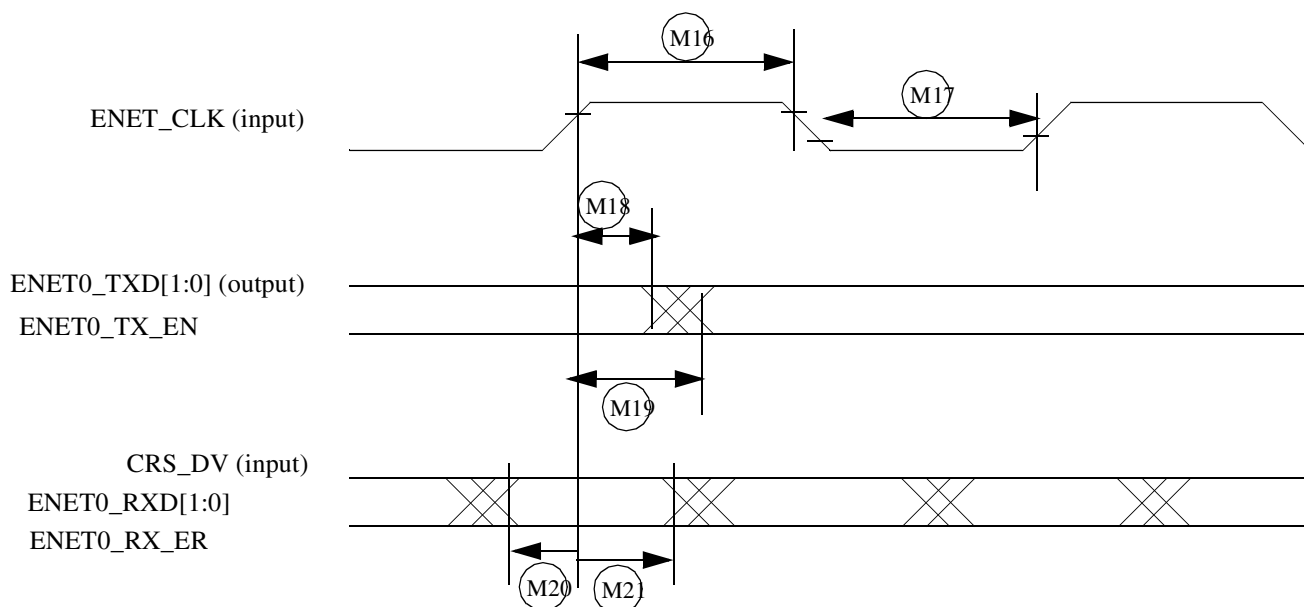 M16
M17
ENET_CLK (input)
M18
ENET0_TXD[1:0] (output)
ENET0_TX_EN
M19
CRS_DV (input)
ENET0_RXD[1:0]
ENET0_RX_ER
M20
M21